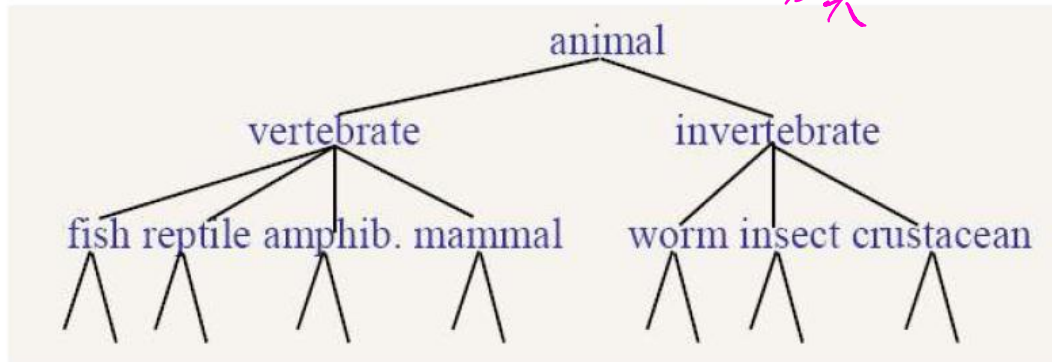 animal
vertebrate invertebrate
fish reptile amphib. mammal worm insect crustacean